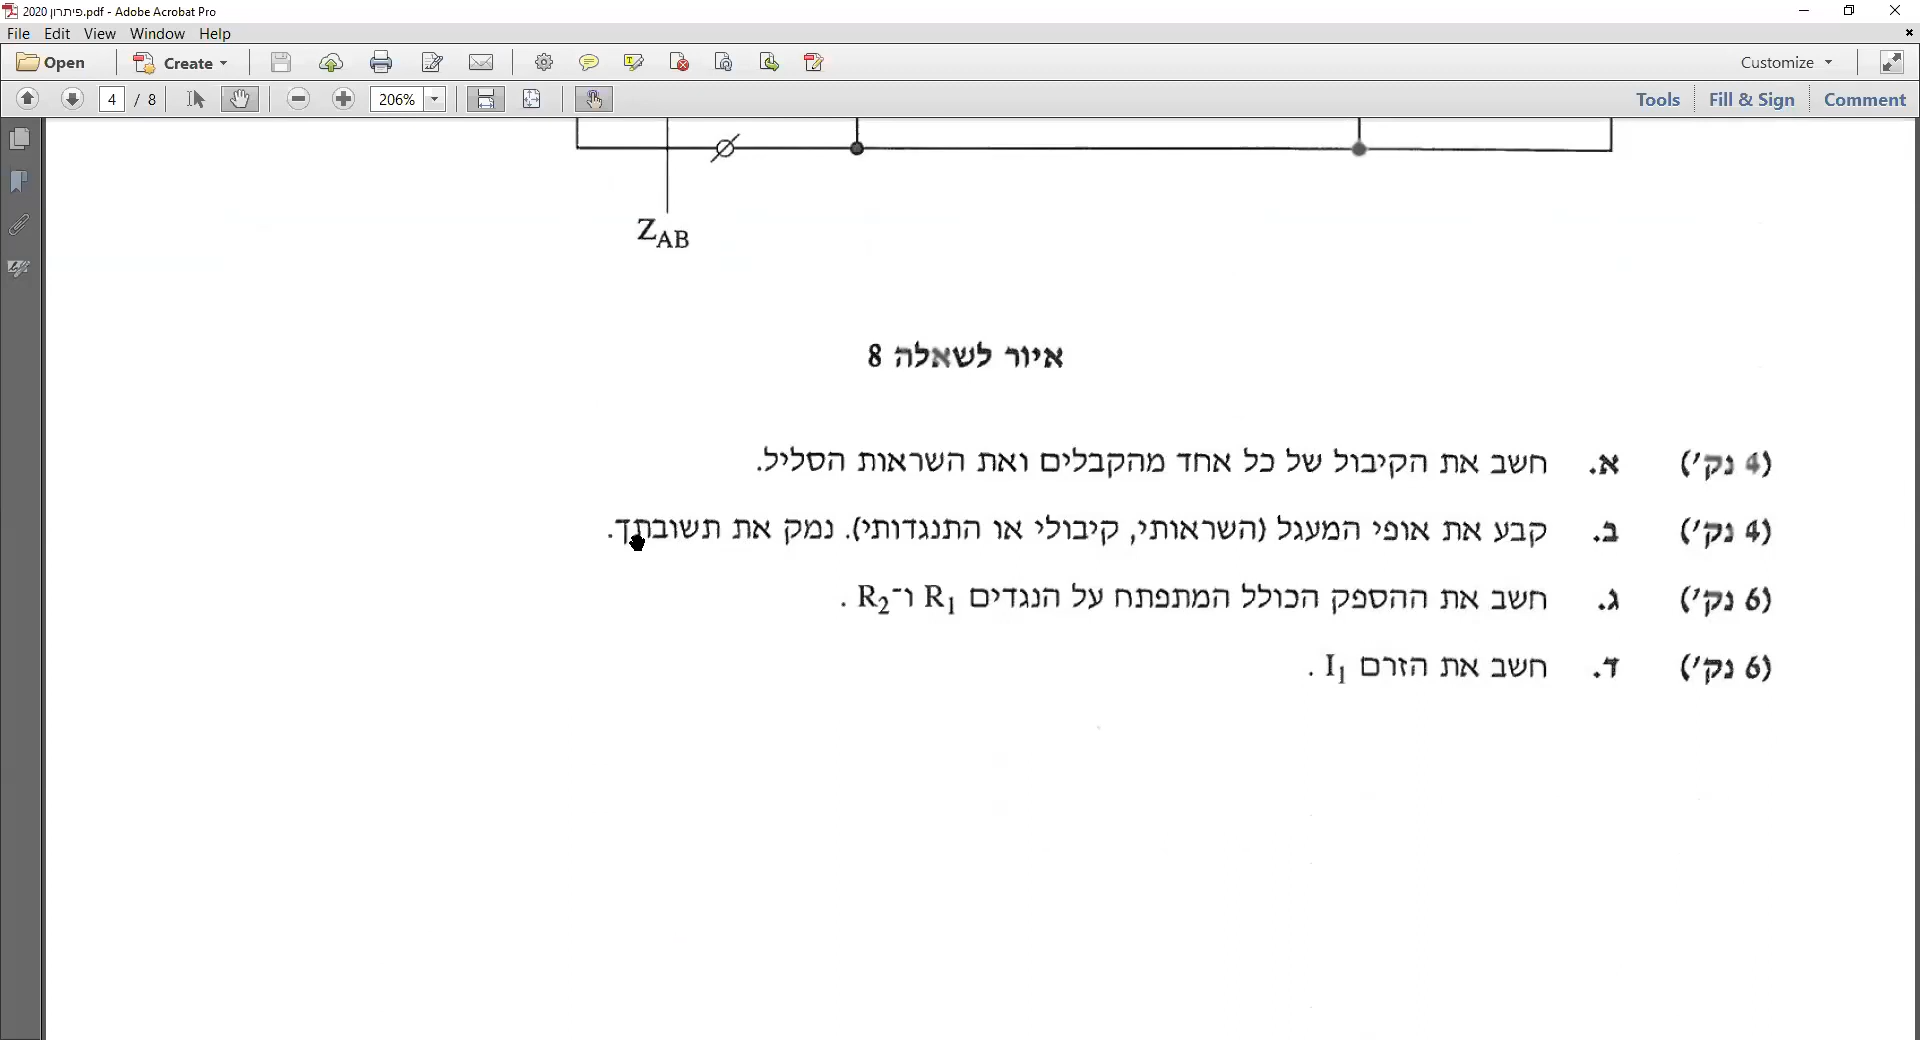 פיתרון 2020.pdf - Adobe Acrobat Pro
File Edit View Window Help
Open Create Customize
4 / 8 206% Tools Fill & Sign Comment
Z_AB
איור לשאלה 8
(4 נק') א. חשב את הקיבול של כל אחד מהקבלים ואת השראות הסליל.
(4 נק') ב. קבע את אופי המעגל (השראותי, קיבולי או התנגדותי). נמק את תשובתך.
(6 נק') ג. חשב את ההספק הכולל המתפתח על הנגדים R₁ ו־R₂ .
(6 נק') ד. חשב את הזרם I₁ .